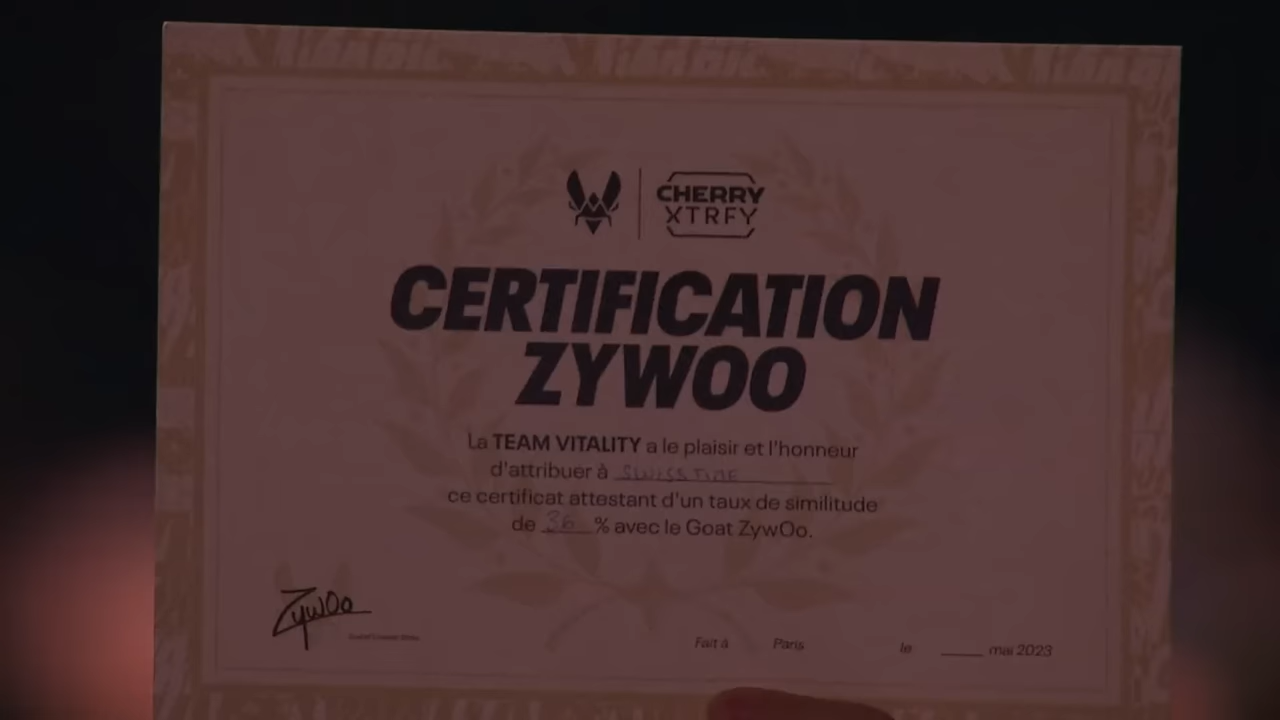 CHERRY
XTRFY
CERTIFICATION
ZYWOO
La TEAM VITALITY a le plaisir et l'honneur
d'attribuer à SWISSTIME
ce certificat attestant d'un taux de similitude
de 36 % avec le Goat ZywOo.
ZywOo
Fait à Paris le ____ mai 2023